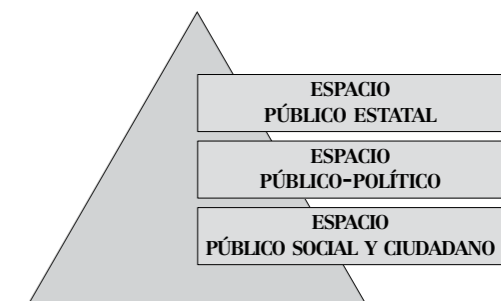 ESPACIO
PÚBLICO ESTATAL
ESPACIO
PÚBLICO-POLÍTICO
ESPACIO
PÚBLICO SOCIAL Y CIUDADANO